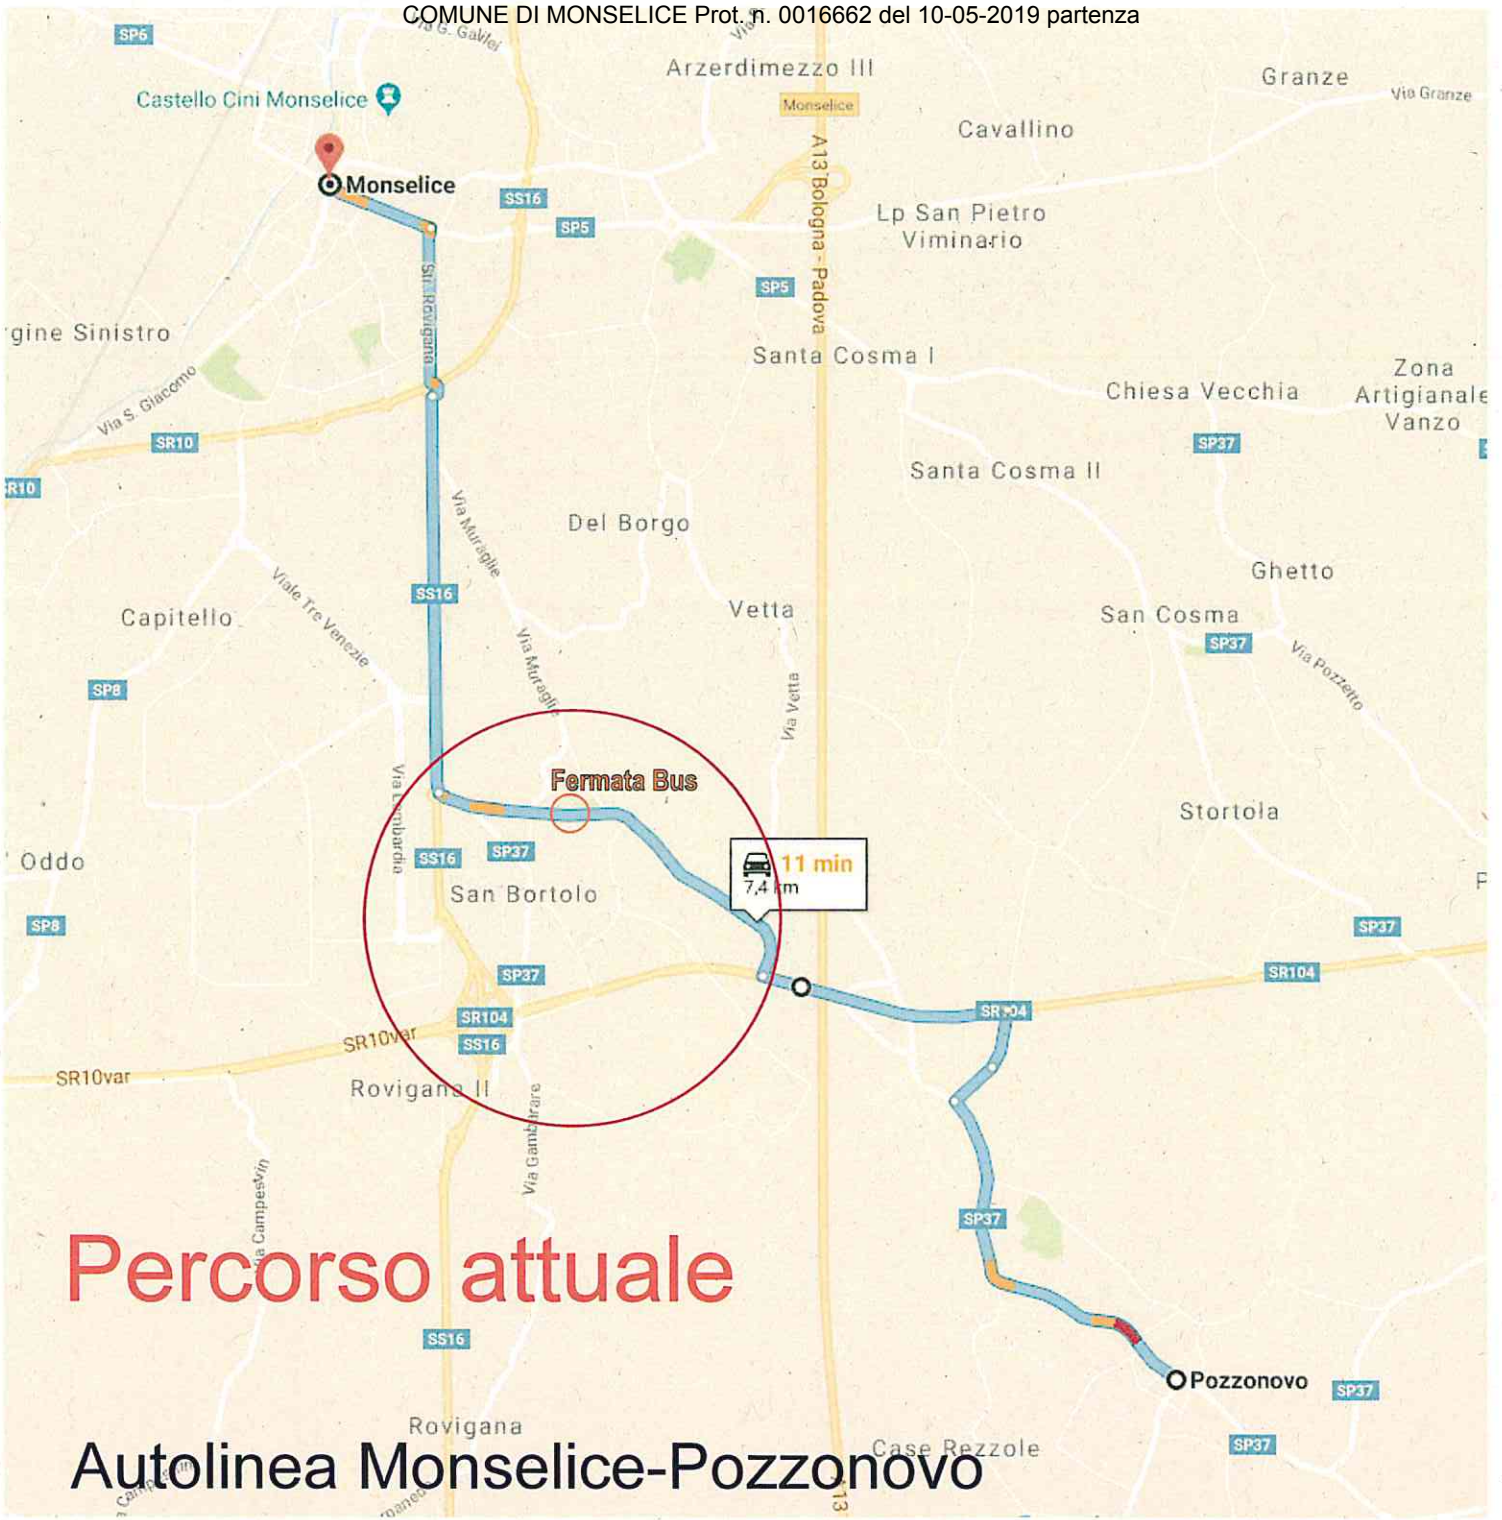 COMUNE DI MONSELICE Prot. n. 0016662 del 10-05-2019 partenza
SP6
Via G. Galilei
Arzerdimezzo III
Granze
Via Granze
Castello Cini Monselice
Monselice
Cavallino
Monselice
SS16
SP5
A13 Bologna - Padova
Lp San Pietro
Viminario
SP5
Str. Rovigana
gine Sinistro
Santa Cosma I
Zona
Artigianale
Vanzo
Chiesa Vecchia
Via S. Giacomo
SR10
SP37
R10
Santa Cosma II
Via Muraglie
Del Borgo
Ghetto
Viale Tre Venezie
SS16
Capitello
Vetta
San Cosma
SP37
Via Muraglie
Via Pozzetto
SP8
Via Vetta
Fermata Bus
Via Lombardia
Stortola
Oddo
SS16
SP37
11 min
7,4 km
San Bortolo
SP8
SP37
SP37
SR104
SR104
SR104
SS16
SR10var
SR10var
Rovigana II
Via Gambarare
Via Campesvin
SP37
Percorso attuale
SS16
Pozzonovo
SP37
Rovigana
Case Rezzole
SP37
Autolinea Monselice-Pozzonovo
A13